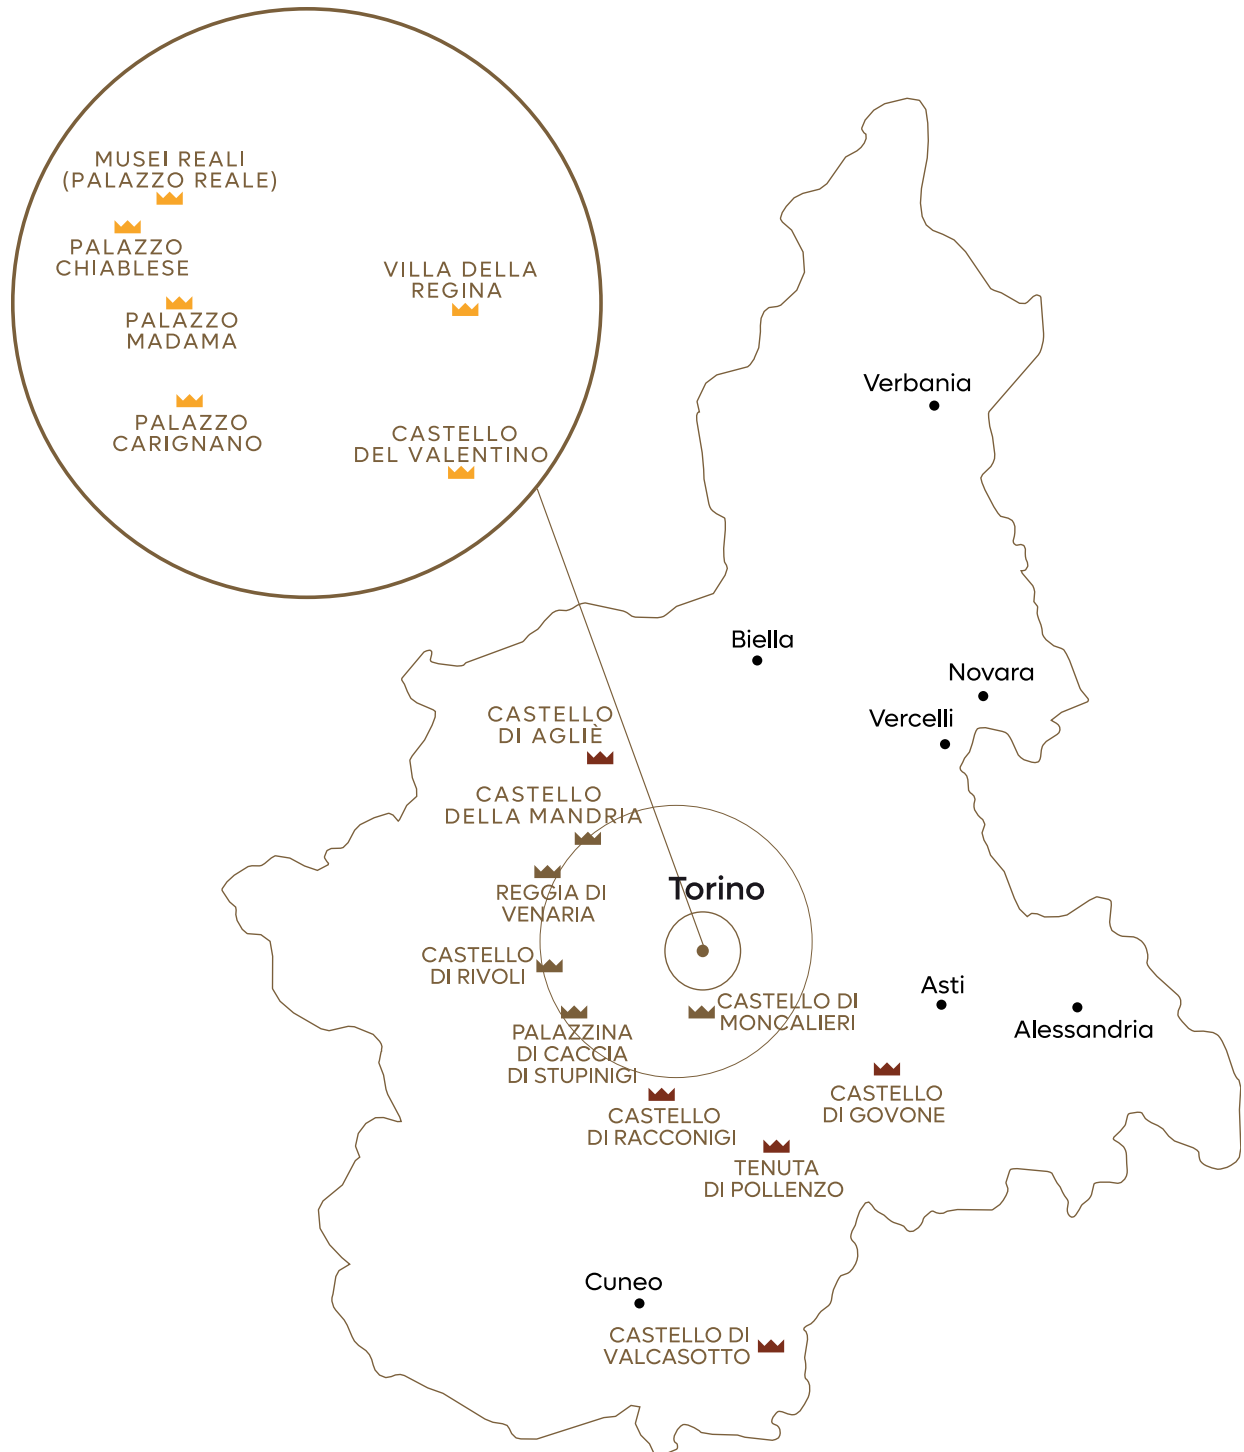 MUSEI REALI
(PALAZZO REALE)
PALAZZO
CHIABLESE
VILLA DELLA
REGINA
PALAZZO
MADAMA
PALAZZO
CARIGNANO
CASTELLO
DEL VALENTINO
Verbania
Biella
Novara
Vercelli
CASTELLO
DI AGLIÈ
CASTELLO
DELLA MANDRIA
REGGIA DI
VENARIA
Torino
CASTELLO
DI RIVOLI
CASTELLO DI
MONCALIERI
Asti
Alessandria
PALAZZINA
DI CACCIA
DI STUPINIGI
CASTELLO
DI RACCONIGI
CASTELLO
DI GOVONE
TENUTA
DI POLLENZO
Cuneo
CASTELLO DI
VALCASOTTO